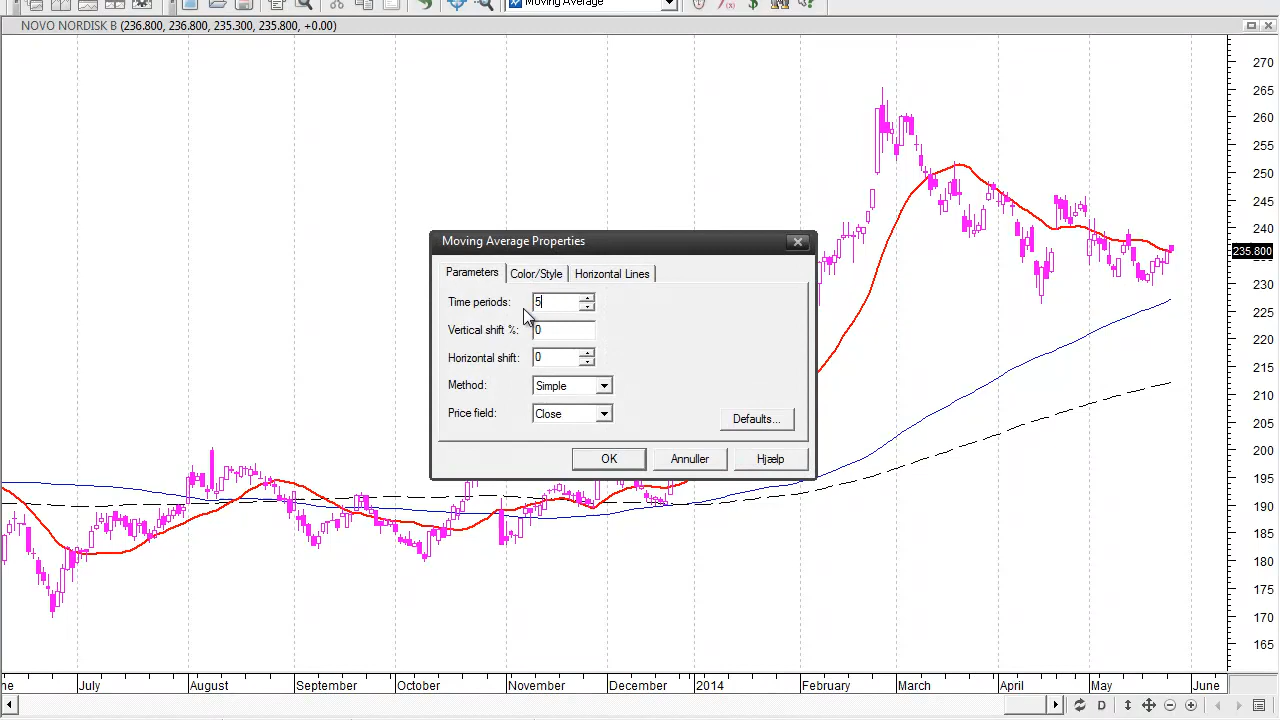 Moving Average
NOVO NORDISK B (236.800, 236.800, 235.300, 235.800, +0.00)
270
265
260
255
250
245
240
235.800
230
225
220
215
210
205
200
195
190
185
180
175
170
165
Moving Average Properties
Parameters
Color/Style
Horizontal Lines
Time periods: 5
Vertical shift %: 0
Horizontal shift: 0
Method: Simple
Price field: Close
Defaults...
OK
Annuller
Hjælp
ne July August September October November December 2014 February March April May June
D